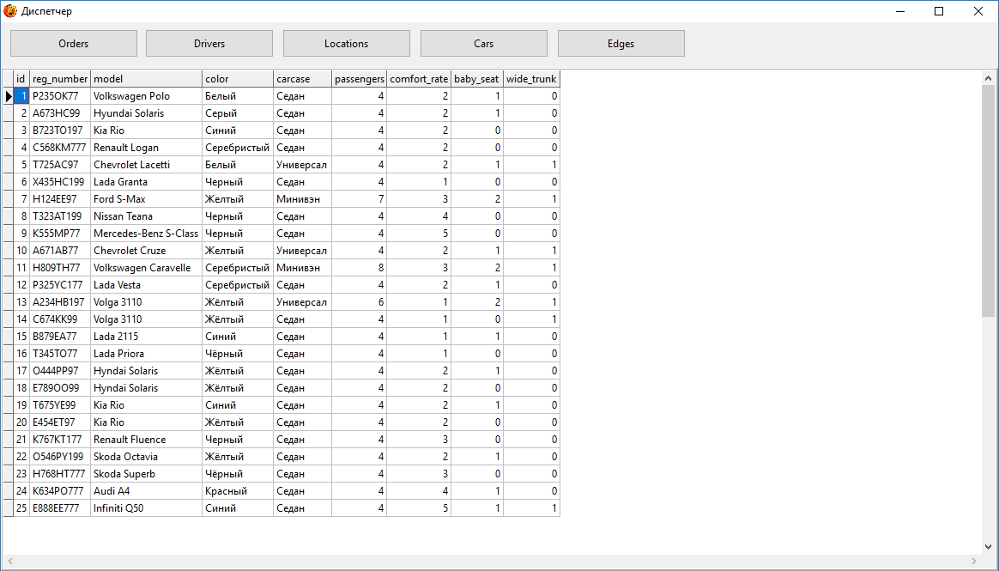 Диспетчер
Orders Drivers Locations Cars Edges
id reg_number model color carcase passengers comfort_rate baby_seat wide_trunk
1 P235OK77 Volkswagen Polo Белый Седан 4 2 1 0
2 A673HC99 Hyundai Solaris Серый Седан 4 2 1 0
3 B723TO197 Kia Rio Синий Седан 4 2 0 0
4 C568KM777 Renault Logan Серебристый Седан 4 2 0 0
5 T725AC97 Chevrolet Lacetti Белый Универсал 4 2 1 1
6 X435HC199 Lada Granta Черный Седан 4 1 0 0
7 H124EE97 Ford S-Max Желтый Минивэн 7 3 2 1
8 T323AT199 Nissan Teana Черный Седан 4 4 0 0
9 K555MP77 Mercedes-Benz S-Class Черный Седан 4 5 0 0
10 A671AB77 Chevrolet Cruze Желтый Универсал 4 2 1 1
11 H809TH77 Volkswagen Caravelle Серебристый Минивэн 8 3 2 1
12 P325YC177 Lada Vesta Серебристый Седан 4 2 1 0
13 A234HB197 Volga 3110 Жёлтый Универсал 6 1 2 1
14 C674KK99 Volga 3110 Жёлтый Седан 4 1 0 1
15 B879EA77 Lada 2115 Синий Седан 4 1 1 0
16 T345TO77 Lada Priora Чёрный Седан 4 1 0 0
17 O444PP97 Hyndai Solaris Жёлтый Седан 4 2 1 0
18 E789OO99 Hyndai Solaris Жёлтый Седан 4 2 0 0
19 T675YE99 Kia Rio Синий Седан 4 2 1 0
20 E454ET97 Kia Rio Жёлтый Седан 4 2 0 0
21 K767KT177 Renault Fluence Черный Седан 4 3 0 0
22 O546PY199 Skoda Octavia Жёлтый Седан 4 2 1 0
23 H768HT777 Skoda Superb Чёрный Седан 4 3 0 0
24 K634PO777 Audi A4 Красный Седан 4 4 1 0
25 E888EE777 Infiniti Q50 Синий Седан 4 5 1 1